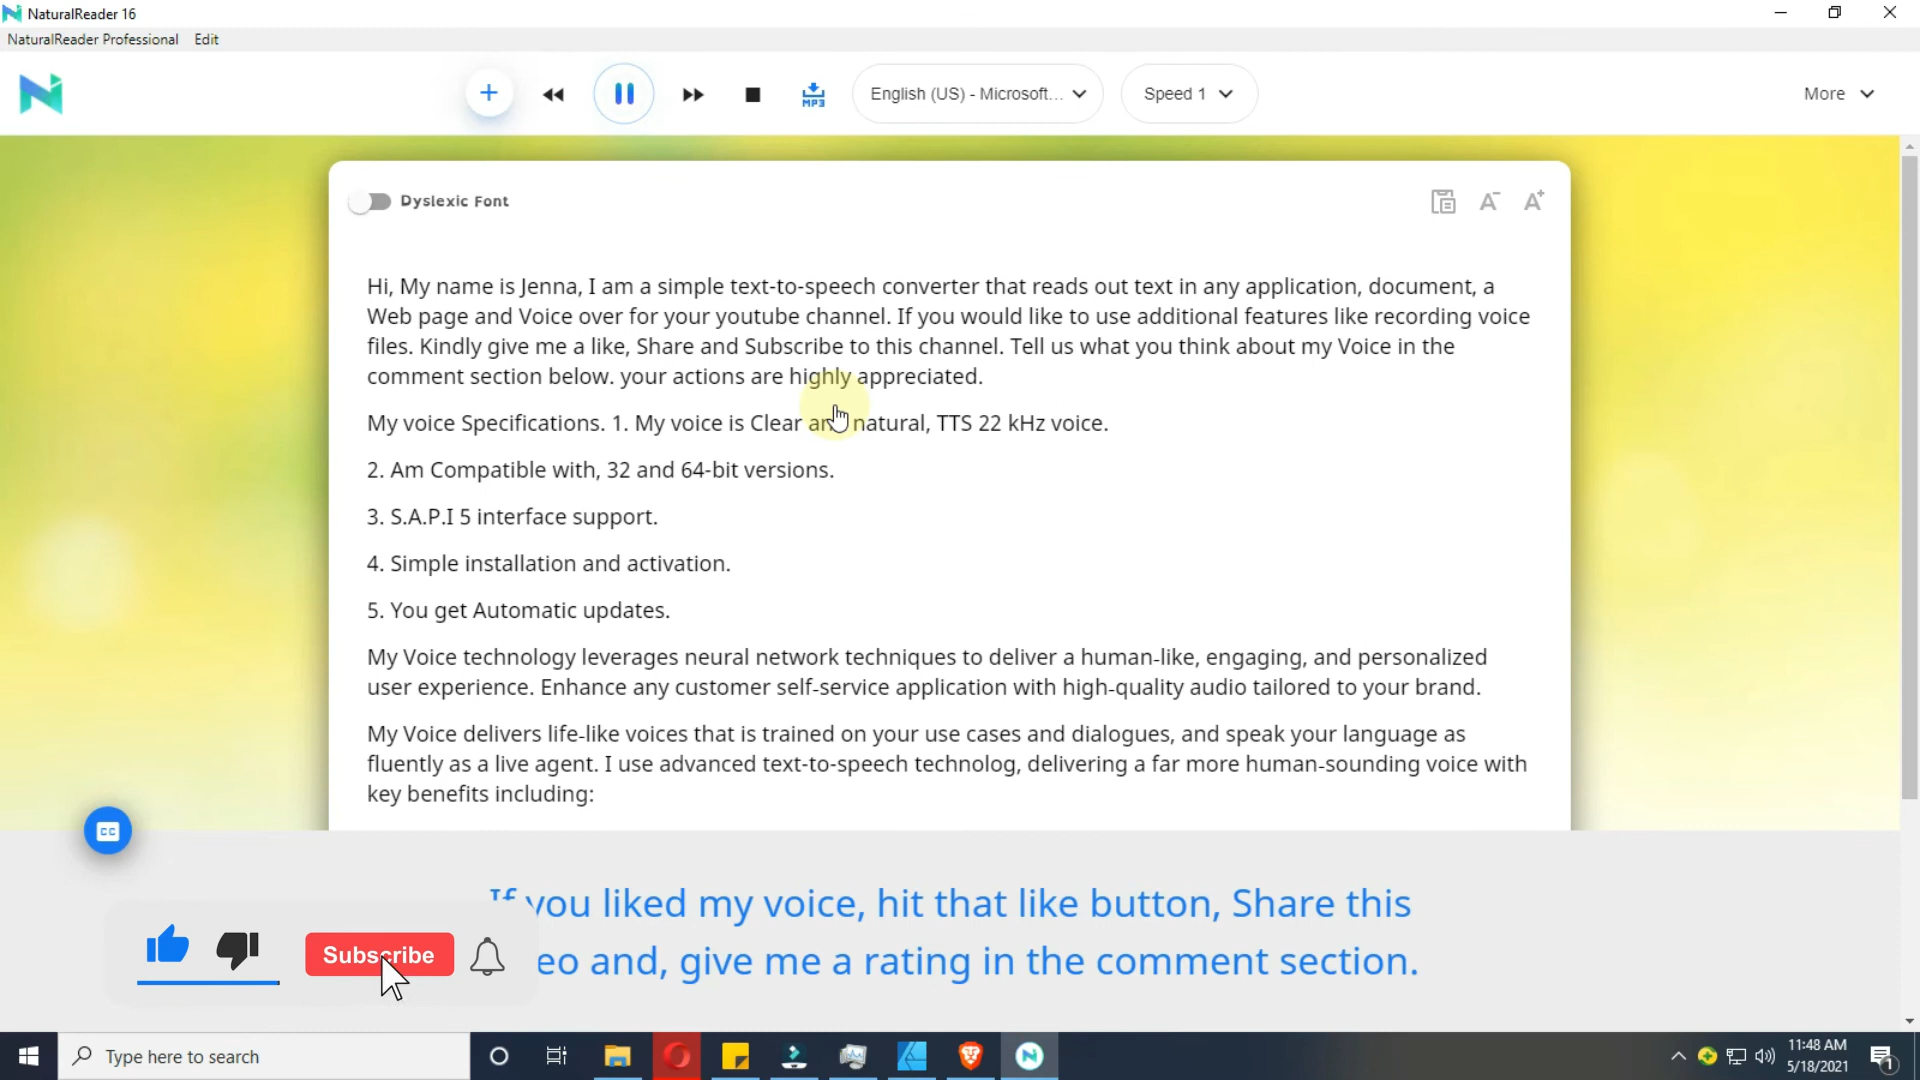 NaturalReader 16
NaturalReader Professional Edit
MP3
English (US) - Microsoft...
Speed 1
More
Dyslexic Font
A-
A+
Hi, My name is Jenna, I am a simple text-to-speech converter that reads out text in any application, document, a
Web page and Voice over for your youtube channel. If you would like to use additional features like recording voice
files. Kindly give me a like, Share and Subscribe to this channel. Tell us what you think about my Voice in the
comment section below. your actions are highly appreciated.
My voice Specifications. 1. My voice is Clear and natural, TTS 22 kHz voice.
2. Am Compatible with, 32 and 64-bit versions.
3. S.A.P.I 5 interface support.
4. Simple installation and activation.
5. You get Automatic updates.
My Voice technology leverages neural network techniques to deliver a human-like, engaging, and personalized
user experience. Enhance any customer self-service application with high-quality audio tailored to your brand.
My Voice delivers life-like voices that is trained on your use cases and dialogues, and speak your language as
fluently as a live agent. I use advanced text-to-speech technolog, delivering a far more human-sounding voice with
key benefits including:
CC
If you liked my voice, hit that like button, Share this
eo and, give me a rating in the comment section.
Subscribe
Type here to search
11:48 AM
5/18/2021
1